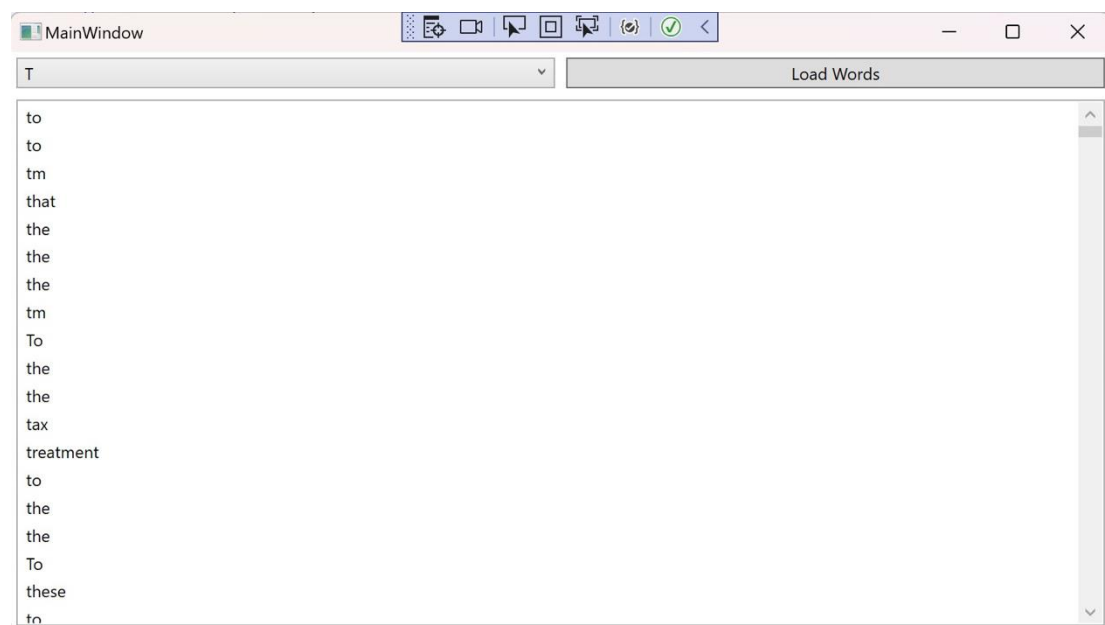 MainWindow
T
Load Words
to
to
tm
that
the
the
the
tm
To
the
the
tax
treatment
to
the
the
To
these
to